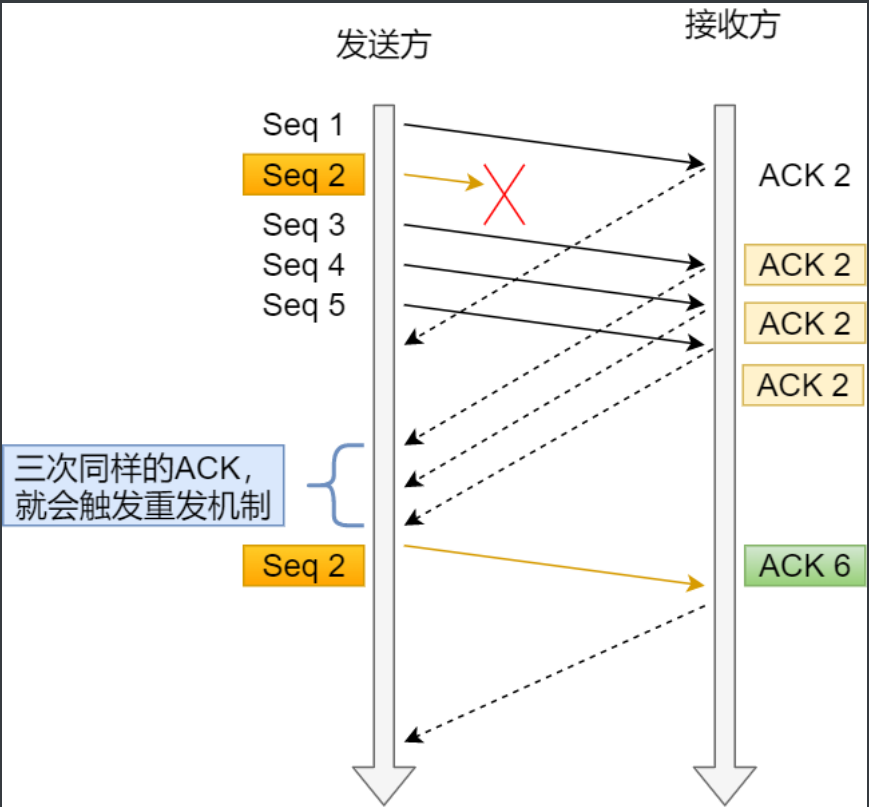 发送方
接收方
Seq 1
Seq 2
ACK 2
Seq 3
Seq 4
ACK 2
Seq 5
ACK 2
ACK 2
三次同样的ACK，
就会触发重发机制
Seq 2
ACK 6